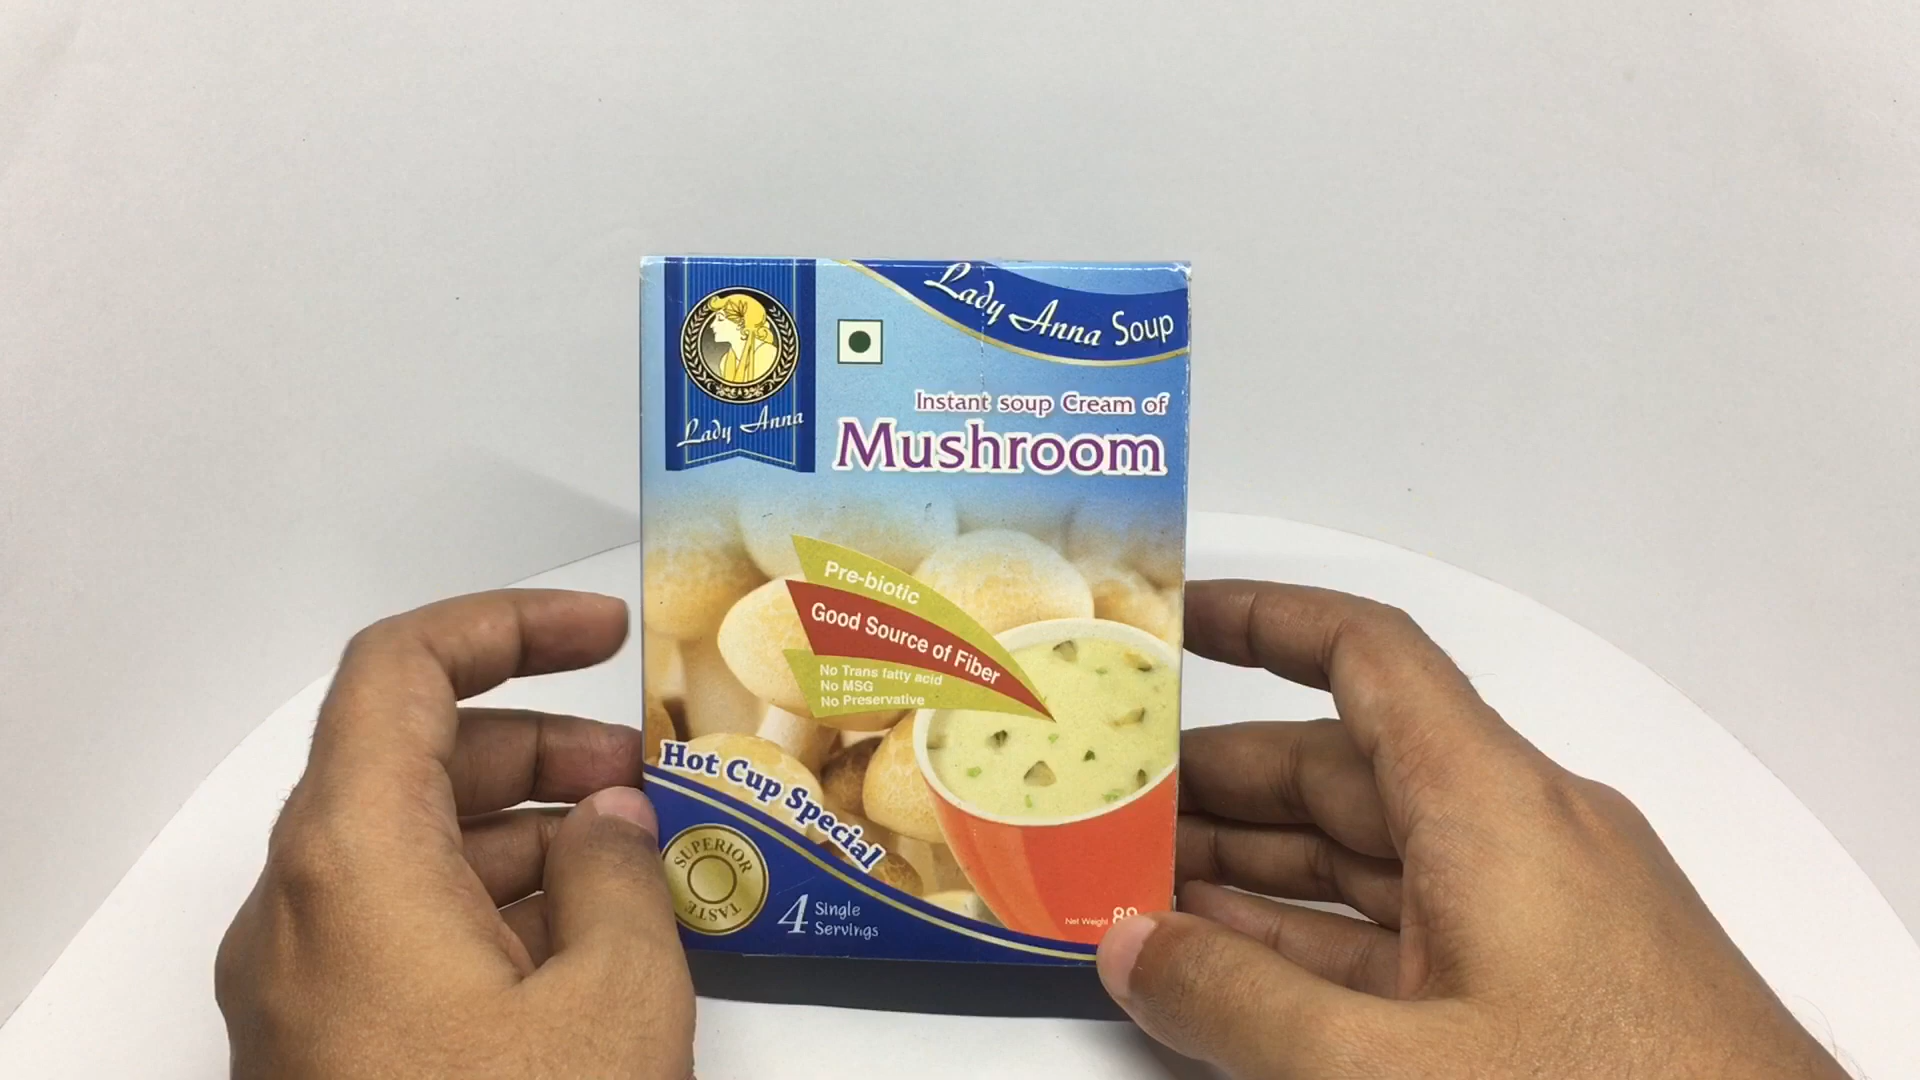 Lady Anna Soup
Lady Anna
Instant soup Cream of
Mushroom
Pre-biotic
Good Source of Fiber
No Trans fatty acid
No MSG
No Preservative
Hot Cup Special
SUPERIOR
TASTE
4 Single
Servings
Net Weight